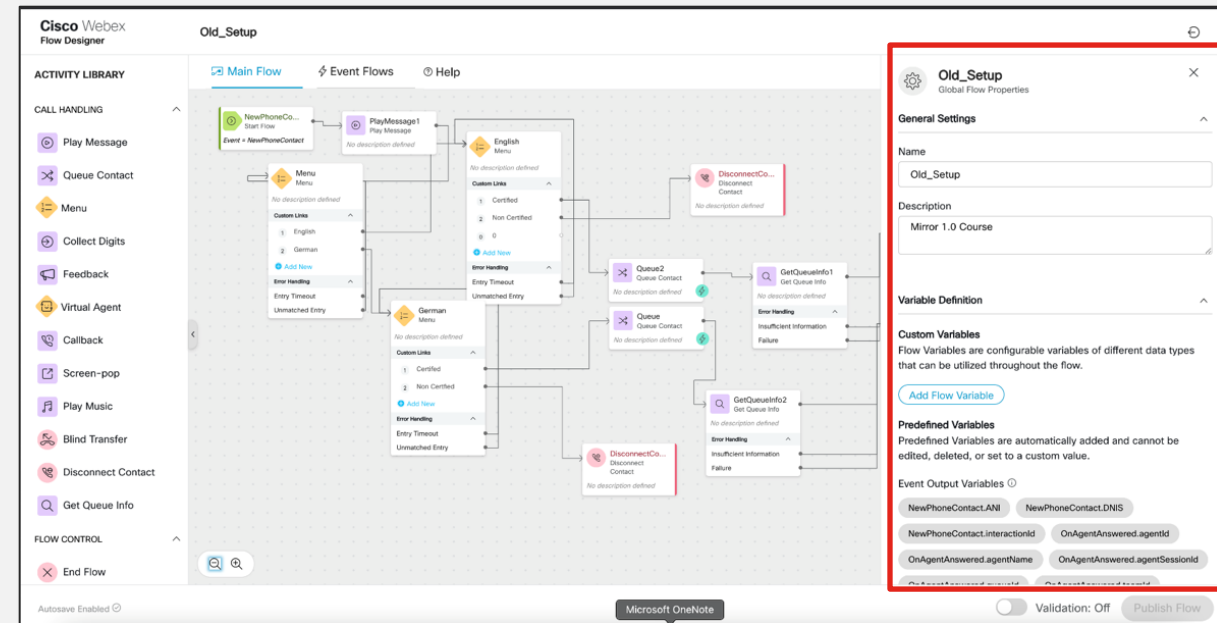 Cisco Webex
Flow Designer
Old_Setup
ACTIVITY LIBRARY
CALL HANDLING
Play Message
Queue Contact
Menu
Collect Digits
Feedback
Virtual Agent
Callback
Screen-pop
Play Music
Blind Transfer
Disconnect Contact
Get Queue Info
FLOW CONTROL
End Flow
Autosave Enabled
Main Flow
Event Flows
Help
NewPhoneCo...
Start Flow
Event = NewPhoneContact
PlayMessage1
Play Message
No description defined
Menu
Menu
No description defined
Custom Links
1 English
2 German
Add New
Error Handling
Entry Timeout
Unmatched Entry
English
Menu
No description defined
Custom Links
1 Certified
2 Non Certified
0 0
Add New
Error Handling
Entry Timeout
Unmatched Entry
German
Menu
No description defined
Custom Links
1 Certified
2 Non Certified
Add New
Error Handling
Entry Timeout
Unmatched Entry
DisconnectCo...
Disconnect
Contact
No description defined
Queue2
Queue Contact
No description defined
Queue
Queue Contact
No description defined
GetQueueInfo1
Get Queue Info
No description defined
Error Handling
Insufficient Information
Failure
GetQueueInfo2
Get Queue Info
No description defined
Error Handling
Insufficient Information
Failure
DisconnectCo...
Disconnect
Contact
No description defined
Old_Setup
Global Flow Properties
General Settings
Name
Old_Setup
Description
Mirror 1.0 Course
Variable Definition
Custom Variables
Flow Variables are configurable variables of different data types
that can be utilized throughout the flow.
Add Flow Variable
Predefined Variables
Predefined Variables are automatically added and cannot be
edited, deleted, or set to a custom value.
Event Output Variables
NewPhoneContact.ANI
NewPhoneContact.DNIS
NewPhoneContact.interactionId
OnAgentAnswered.agentId
OnAgentAnswered.agentName
OnAgentAnswered.agentSessionId
Microsoft OneNote
Validation: Off
Publish Flow